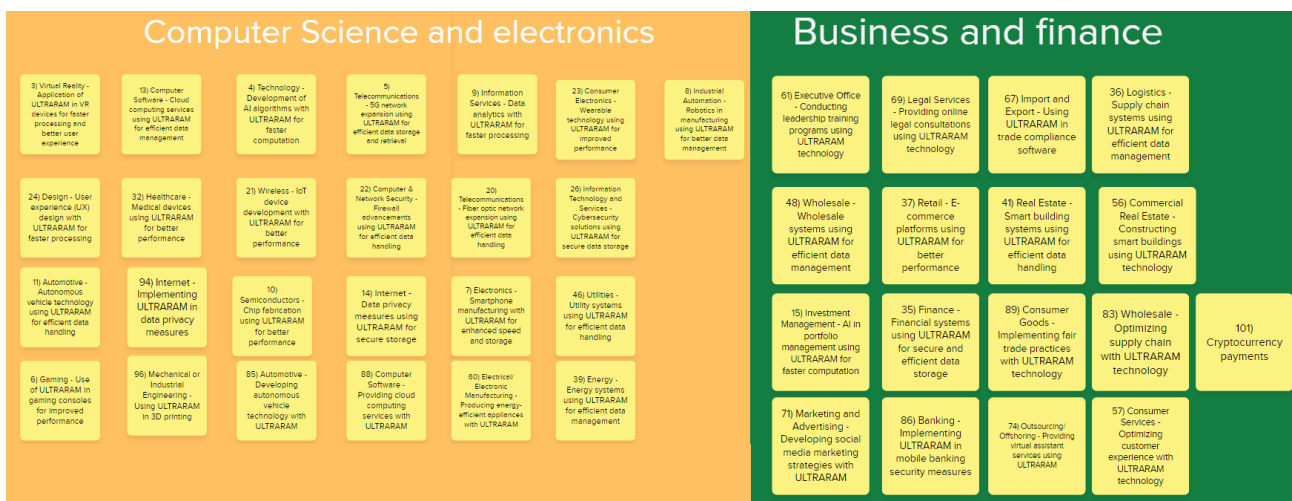 Computer Science and electronics
3) Virtual Reality -
Application of
ULTRARAM in VR
devices for faster
processing and
better user
experience
13) Computer
Software - Cloud
computing services
using ULTRARAM
for efficient data
management
4) Technology -
Development of
AI algorithms with
ULTRARAM for
faster
computation
5)
Telecommunications
- 5G network
expansion using
ULTRARAM for
efficient data storage
and retrieval
9) Information
Services - Data
analytics with
ULTRARAM for
faster processing
23) Consumer
Electronics -
Wearable
technology using
ULTRARAM for
improved
performance
8) Industrial
Automation -
Robotics in
manufacturing
using ULTRARAM
for better data
management
24) Design - User
experience (UX)
design with
ULTRARAM for
faster processing
32) Healthcare -
Medical devices
using ULTRARAM
for better
performance
21) Wireless - IoT
device
development with
ULTRARAM for
better
performance
22) Computer &
Network Security -
Firewall
advancements
using ULTRARAM
for efficient data
handling
20)
Telecommunications
- Fiber optic network
expansion using
ULTRARAM for
efficient data
handling
26) Information
Technology and
Services -
Cybersecurity
solutions using
ULTRARAM for
secure data storage
11) Automotive -
Autonomous
vehicle technology
using ULTRARAM
for efficient data
handling
94) Internet -
Implementing
ULTRARAM in
data privacy
measures
10)
Semiconductors -
Chip fabrication
using ULTRARAM
for better
performance
14) Internet -
Data privacy
measures using
ULTRARAM for
secure storage
7) Electronics -
Smartphone
manufacturing with
ULTRARAM for
enhanced speed
and storage
46) Utilities -
Utility systems
using ULTRARAM
for efficient data
handling
6) Gaming - Use
of ULTRARAM in
gaming consoles
for improved
performance
96) Mechanical or
Industrial
Engineering -
Using ULTRARAM
in 3D printing
85) Automotive -
Developing
autonomous
vehicle
technology with
ULTRARAM
88) Computer
Software -
Providing cloud
computing
services with
ULTRARAM
60) Electrical/
Electronic
Manufacturing -
Producing energy-
efficient appliances
with ULTRARAM
39) Energy -
Energy systems
using ULTRARAM
for efficient data
management
Business and finance
61) Executive Office
- Conducting
leadership training
programs using
ULTRARAM
technology
69) Legal Services
- Providing online
legal consultations
using ULTRARAM
technology
67) Import and
Export - Using
ULTRARAM in
trade compliance
software
36) Logistics -
Supply chain
systems using
ULTRARAM for
efficient data
management
48) Wholesale -
Wholesale
systems using
ULTRARAM for
efficient data
management
37) Retail - E-
commerce
platforms using
ULTRARAM for
better
performance
41) Real Estate -
Smart building
systems using
ULTRARAM for
efficient data
handling
56) Commercial
Real Estate -
Constructing
smart buildings
using ULTRARAM
technology
15) Investment
Management - AI in
portfolio
management using
ULTRARAM for
faster computation
35) Finance -
Financial systems
using ULTRARAM
for secure and
efficient data
storage
89) Consumer
Goods -
Implementing fair
trade practices
with ULTRARAM
technology
83) Wholesale -
Optimizing
supply chain
with ULTRARAM
technology
101)
Cryptocurrency
payments
71) Marketing and
Advertising -
Developing social
media marketing
strategies with
ULTRARAM
86) Banking -
Implementing
ULTRARAM in
mobile banking
security measures
74) Outsourcing/
Offshoring - Providing
virtual assistant
services using
ULTRARAM
57) Consumer
Services -
Optimizing
customer
experience with
ULTRARAM
technology